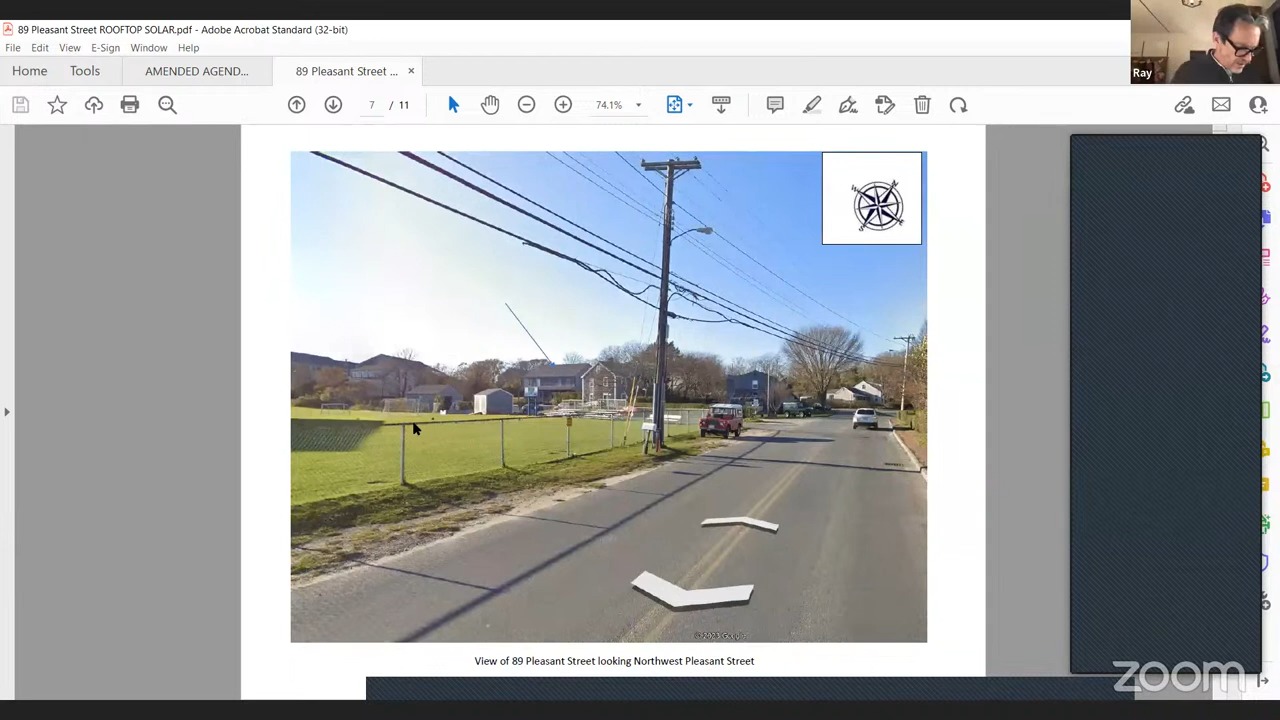 89 Pleasant Street ROOFTOP SOLAR.pdf - Adobe Acrobat Standard (32-bit)
File Edit View E-Sign Window Help
Home Tools AMENDED AGEND... 89 Pleasant Street ... ×
7 / 11 74.1%
Ray
©2023 Google
View of 89 Pleasant Street looking Northwest Pleasant Street
zoom